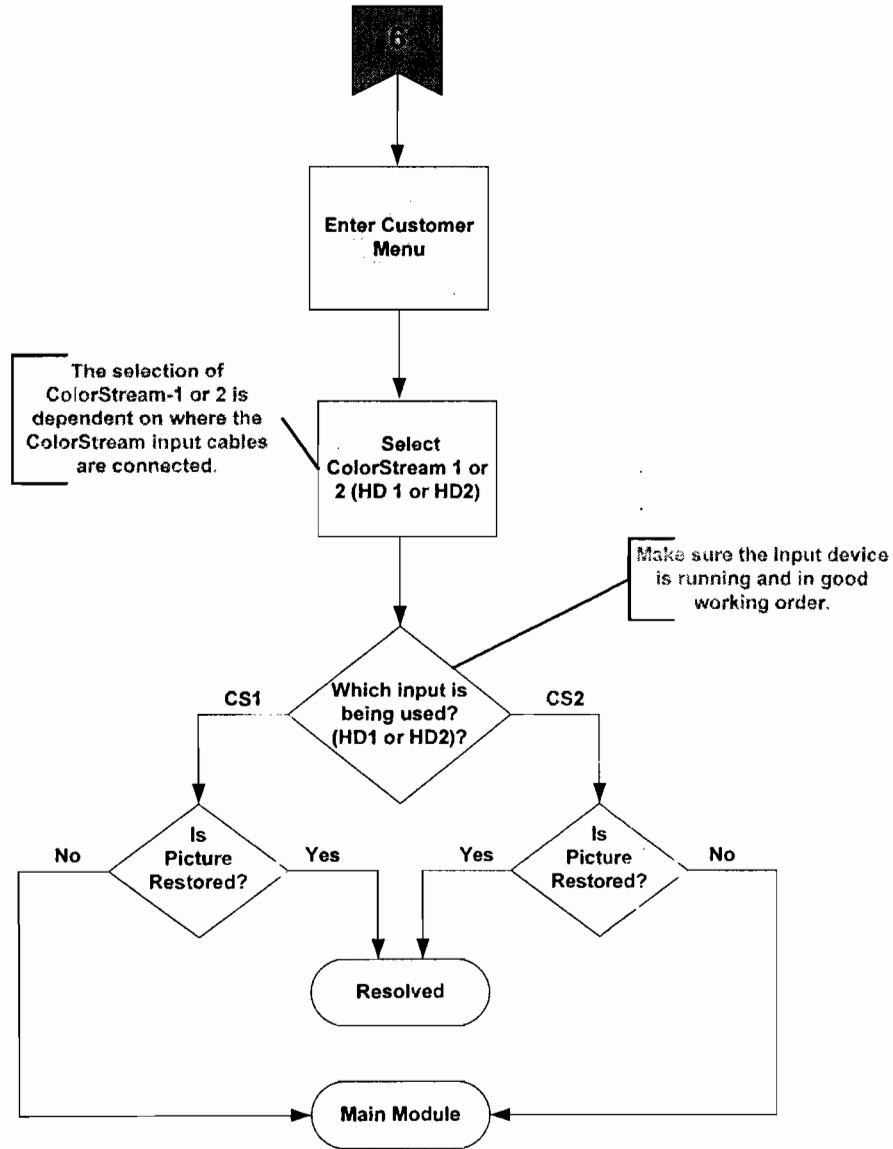 6
Enter Customer
Menu
The selection of
ColorStream-1 or 2 is
dependent on where the
ColorStream input cables
are connected.
Select
ColorStream 1 or
2 (HD 1 or HD2)
Make sure the input device
is running and in good
working order.
Which input is
being used?
(HD1 or HD2)?
CS1
CS2
Is
Picture
Restored?
No
Yes
Is
Picture
Restored?
Yes
No
Resolved
Main Module